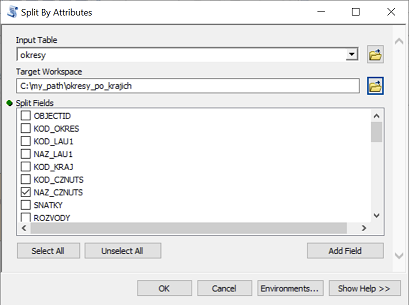 Split By Attributes
Input Table
okresy
Target Workspace
C:\my_path\okresy_po_krajich
Split Fields
OBJECTID
KOD_OKRES
KOD_LAU1
NAZ_LAU1
KOD_KRAJ
KOD_CZNUTS
NAZ_CZNUTS
SNATKY
ROZVODY
Select All Unselect All Add Field
OK Cancel Environments... Show Help >>